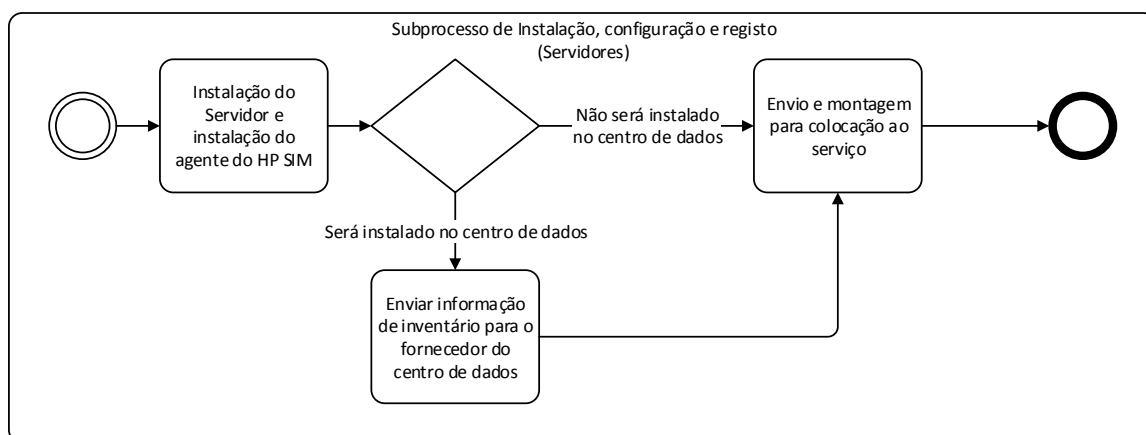 Subprocesso de Instalação, configuração e registo
(Servidores)
Instalação do
Servidor e
instalação do
agente do HP SIM
Não será instalado
no centro de dados
Envio e montagem
para colocação ao
serviço
Será instalado no centro de dados
Enviar informação
de inventário para o
fornecedor do
centro de dados